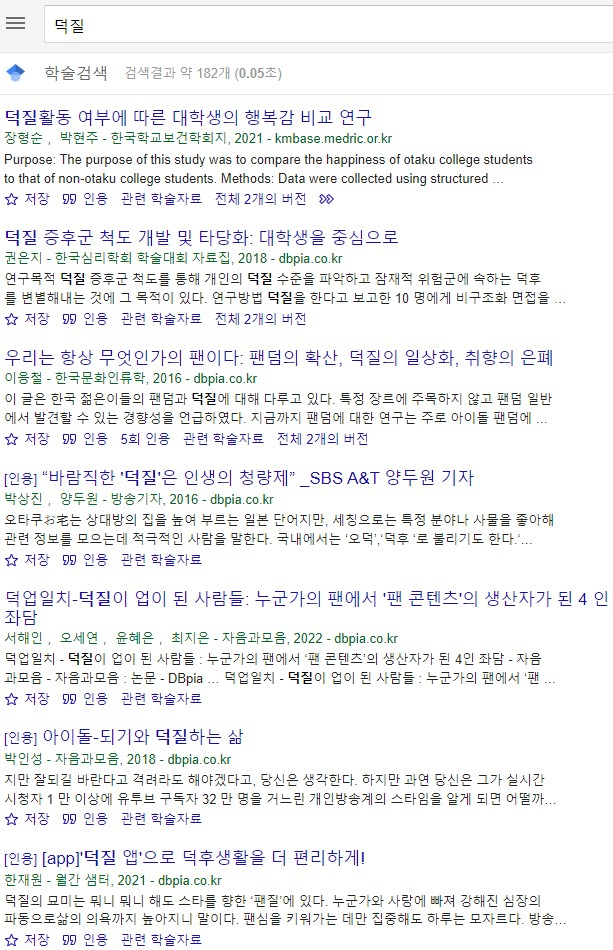 덕질
학술검색 검색결과 약 182개 (0.05초)
덕질활동 여부에 따른 대학생의 행복감 비교 연구
장형순 , 박현주 - 한국학교보건학회지, 2021 - kmbase.medric.or.kr
Purpose: The purpose of this study was to compare the happiness of otaku college students
to that of non-otaku college students. Methods: Data were collected using structured ...
저장 인용 관련 학술자료 전체 2개의 버전
덕질 증후군 척도 개발 및 타당화: 대학생을 중심으로
권은지 - 한국심리학회 학술대회 자료집, 2018 - dbpia.co.kr
연구목적 덕질 증후군 척도를 통해 개인의 덕질 수준을 파악하고 잠재적 위험군에 속하는 덕후
를 변별해내는 것에 그 목적이 있다. 연구방법 덕질을 한다고 보고한 10 명에게 비구조화 면접을 ...
저장 인용 관련 학술자료 전체 2개의 버전
우리는 항상 무엇인가의 팬이다: 팬덤의 확산, 덕질의 일상화, 취향의 은폐
이응철 - 한국문화인류학, 2016 - dbpia.co.kr
이 글은 한국 젊은이들의 팬덤과 덕질에 대해 다루고 있다. 특정 장르에 주목하지 않고 팬덤 일반
에서 발견할 수 있는 경향성을 언급하였다. 지금까지 팬덤에 대한 연구는 주로 아이돌 팬덤에 ...
저장 인용 5회 인용 관련 학술자료 전체 2개의 버전
[인용] “바람직한 '덕질'은 인생의 청량제” _SBS A&T 양두원 기자
박상진 , 양두원 - 방송기자, 2016 - dbpia.co.kr
오타쿠お宅는 상대방의 집을 높여 부르는 일본 단어지만, 세칭으로는 특정 분야나 사물을 좋아해
관련 정보를 모으는데 적극적인 사람을 말한다. 국내에서는 ‘오덕’,‘덕후 ‘로 불리기도 한다.‘...
저장 인용 관련 학술자료
덕업일치-덕질이 업이 된 사람들: 누군가의 팬에서 '팬 콘텐츠'의 생산자가 된 4 인
좌담
서해인 , 오세연 , 윤혜은 , 최지은 - 자음과모음, 2022 - dbpia.co.kr
덕업일치 - 덕질이 업이 된 사람들 : 누군가의 팬에서 ‘팬 콘텐츠’의 생산자가 된 4인 좌담 - 자음
과모음 - 자음과모음 : 논문 - DBpia ... 덕업일치 - 덕질이 업이 된 사람들 : 누군가의 팬에서 ‘팬 ...
저장 인용 관련 학술자료
[인용] 아이돌-되기와 덕질하는 삶
박인성 - 자음과모음, 2018 - dbpia.co.kr
지만 잘되길 바란다고 격려라도 해야겠다고, 당신은 생각한다. 하지만 과연 당신은 그가 실시간
시청자 1 만 이상에 유투브 구독자 32 만 명을 거느린 개인방송계의 스타임을 알게 되면 어떨까...
저장 인용 관련 학술자료
[인용] [app]'덕질 앱'으로 덕후생활을 더 편리하게!
한재원 - 월간 샘터, 2021 - dbpia.co.kr
덕질의 묘미는 뭐니 뭐니 해도 스타를 향한 ‘팬질’에 있다. 누군가와 사랑에 빠져 강해진 심장의
파동으로삶의 의욕까지 높아지니 말이다. 팬심을 키워가는 데만 집중해도 하루는 모자르다. 방송...
저장 인용 관련 학술자료